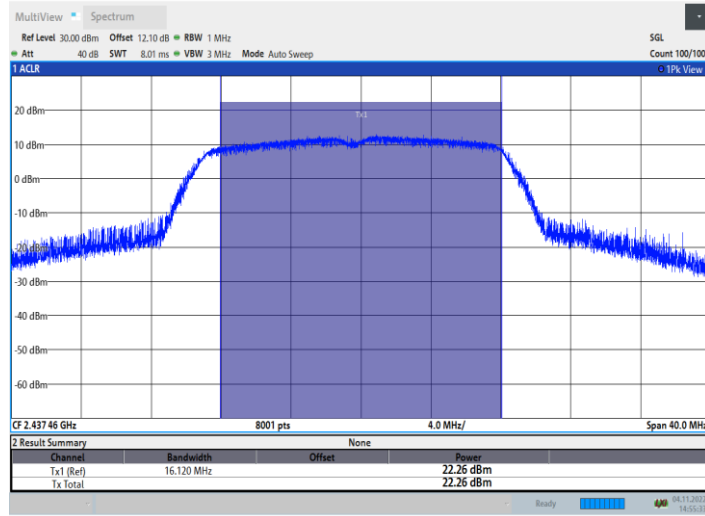 MultiView Spectrum
Ref Level 30.00 dBm Offset 12.10 dB RBW 1 MHz SGL
Att 40 dB SWT 8.01 ms VBW 3 MHz Mode Auto Sweep Count 100/100
1 ACLR 1Pk View
Tx1
20 dBm
10 dBm
0 dBm
-10 dBm
-20 dBm
-30 dBm
-40 dBm
-50 dBm
-60 dBm
CF 2.437 46 GHz 8001 pts 4.0 MHz/ Span 40.0 MHz
2 Result Summary None
Channel Bandwidth Offset Power
Tx1 (Ref) 16.120 MHz 22.26 dBm
Tx Total 22.26 dBm
Ready